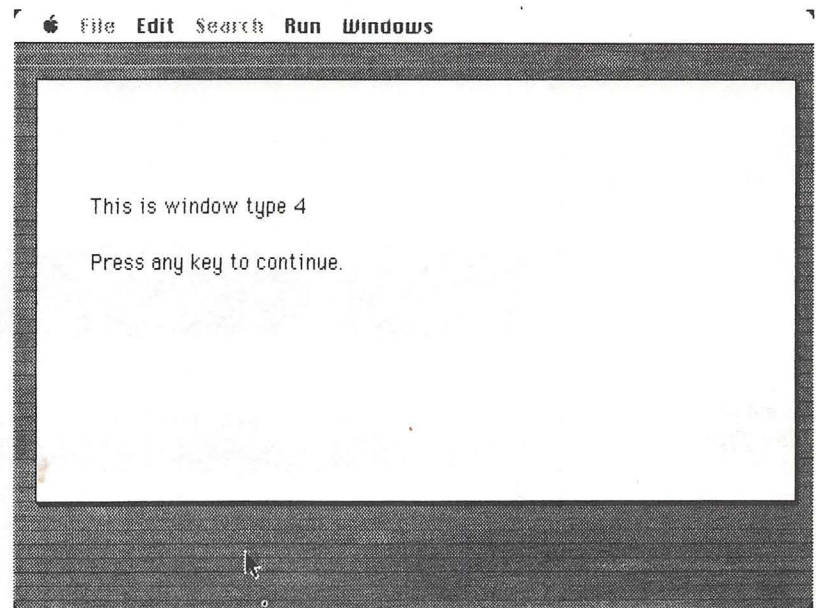 File Edit Search Run Windows
This is window type 4
Press any key to continue.